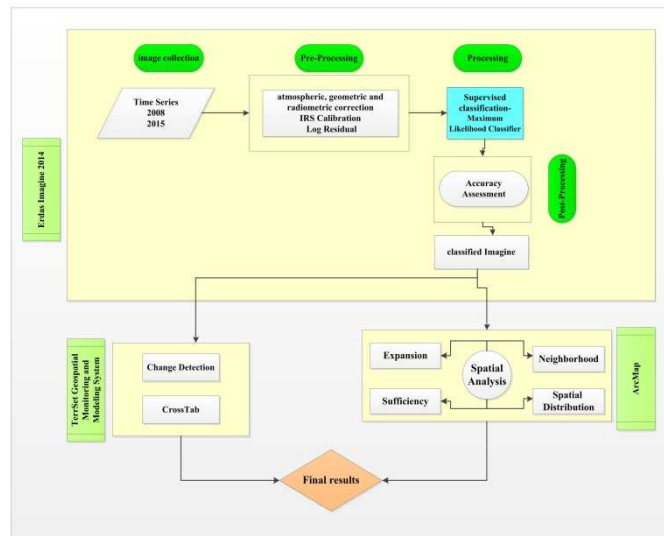 image collection
Pre-Processing
Processing
Time Series
2008
2015
atmospheric, geometric and
radiometric correction
IRS Calibration
Log Residual
Supervised
classification-
Maximum
Likelihood Classifier
Erdas Imagine 2014
Accuracy
Assessment
Post-Processing
classified Imagine
TerrSet Geospatial
Monitoring and
Modeling System
Change Detection
CrossTab
Expansion
Neighborhood
Spatial
Analysis
Sufficiency
Spatial
Distribution
ArcMap
Final results